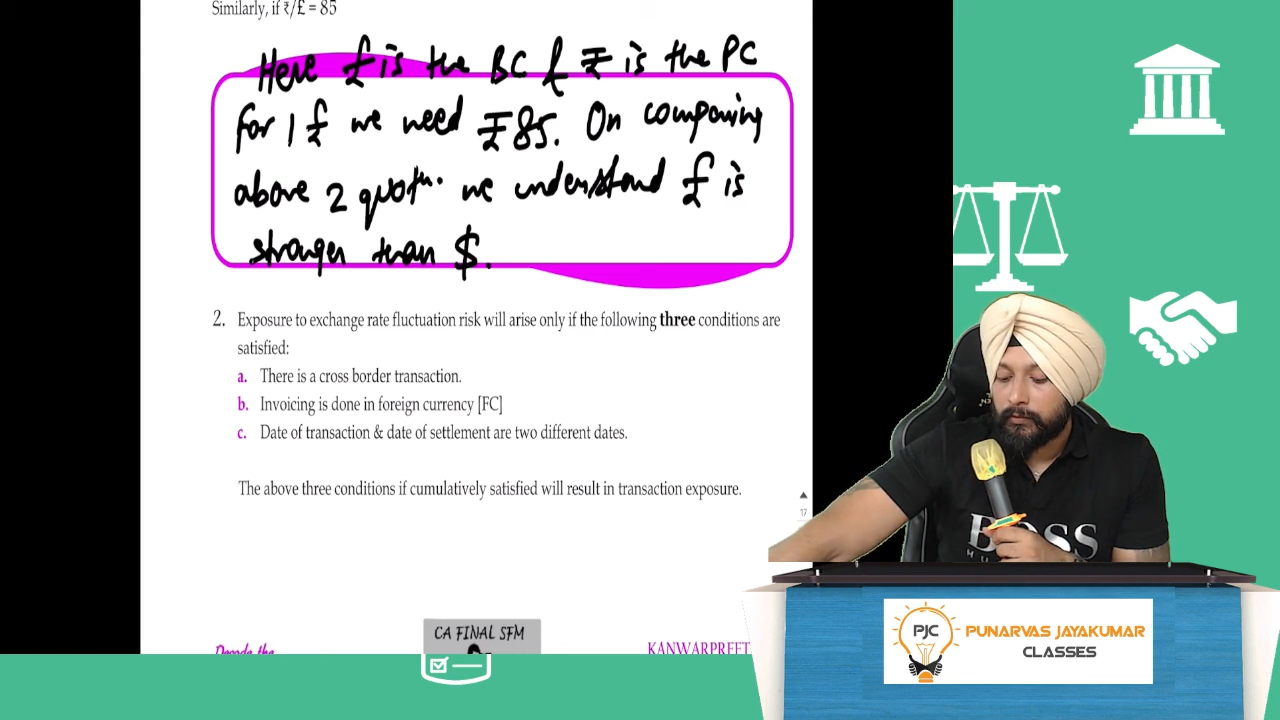 Similarly, if ₹/£ = 85
Here £ is the BC & ₹ is the PC
For 1 £ we need ₹85. On comparing
above 2 quotn. we understand £ is
stronger than $.
2. Exposure to exchange rate fluctuation risk will arise only if the following three conditions are
satisfied:
a. There is a cross border transaction.
b. Invoicing is done in foreign currency [FC]
c. Date of transaction & date of settlement are two different dates.
The above three conditions if cumulatively satisfied will result in transaction exposure.
17
CA FINAL SFM
Decode the
KANWARPREET
BOSS
PJC
PUNARVAS JAYAKUMAR
CLASSES